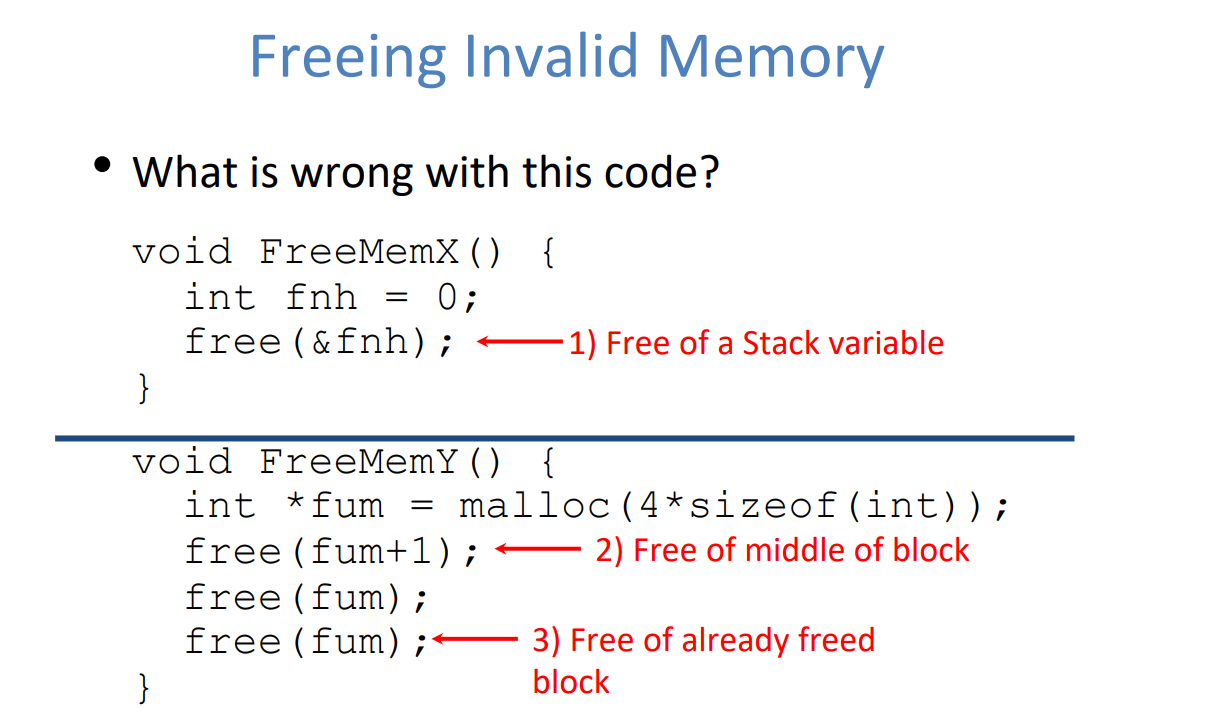 Freeing Invalid Memory
• What is wrong with this code?
void FreeMemX() {
int fnh = 0;
free(&fnh); 1) Free of a Stack variable
}
void FreeMemY() {
int *fum = malloc(4*sizeof(int));
free(fum+1); 2) Free of middle of block
free(fum);
free(fum); 3) Free of already freed
block
}